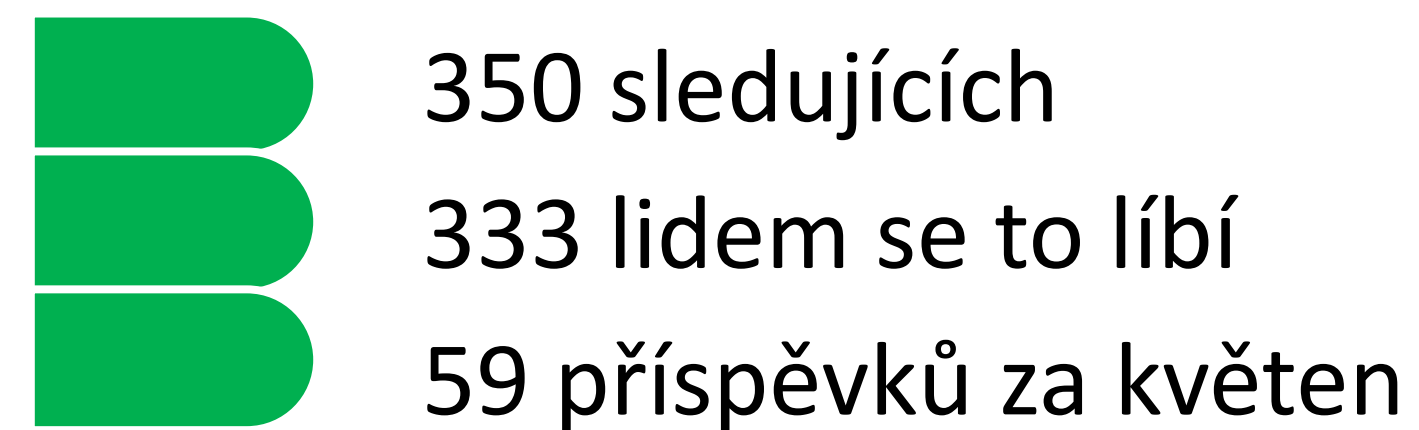 350 sledujících
333 lidem se to líbí
59 příspěvků za květen